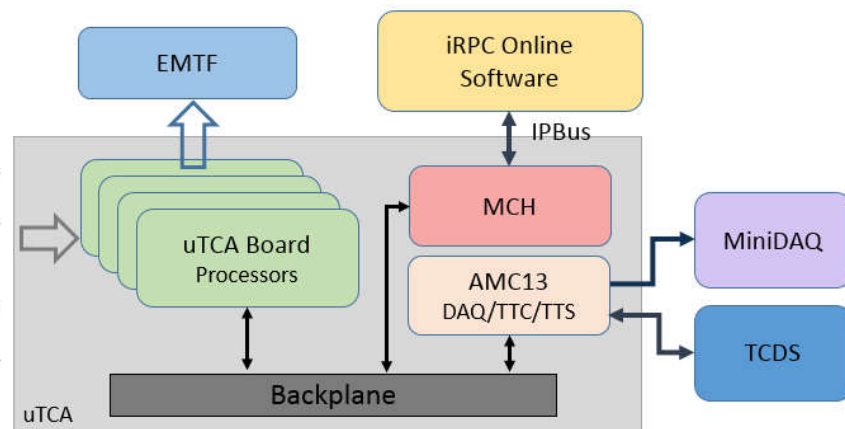 EMTF
iRPC Online
Software
IPBus
MCH
uTCA Board
Processors
AMC13
DAQ/TTC/TTS
MiniDAQ
TCDS
Backplane
uTCA